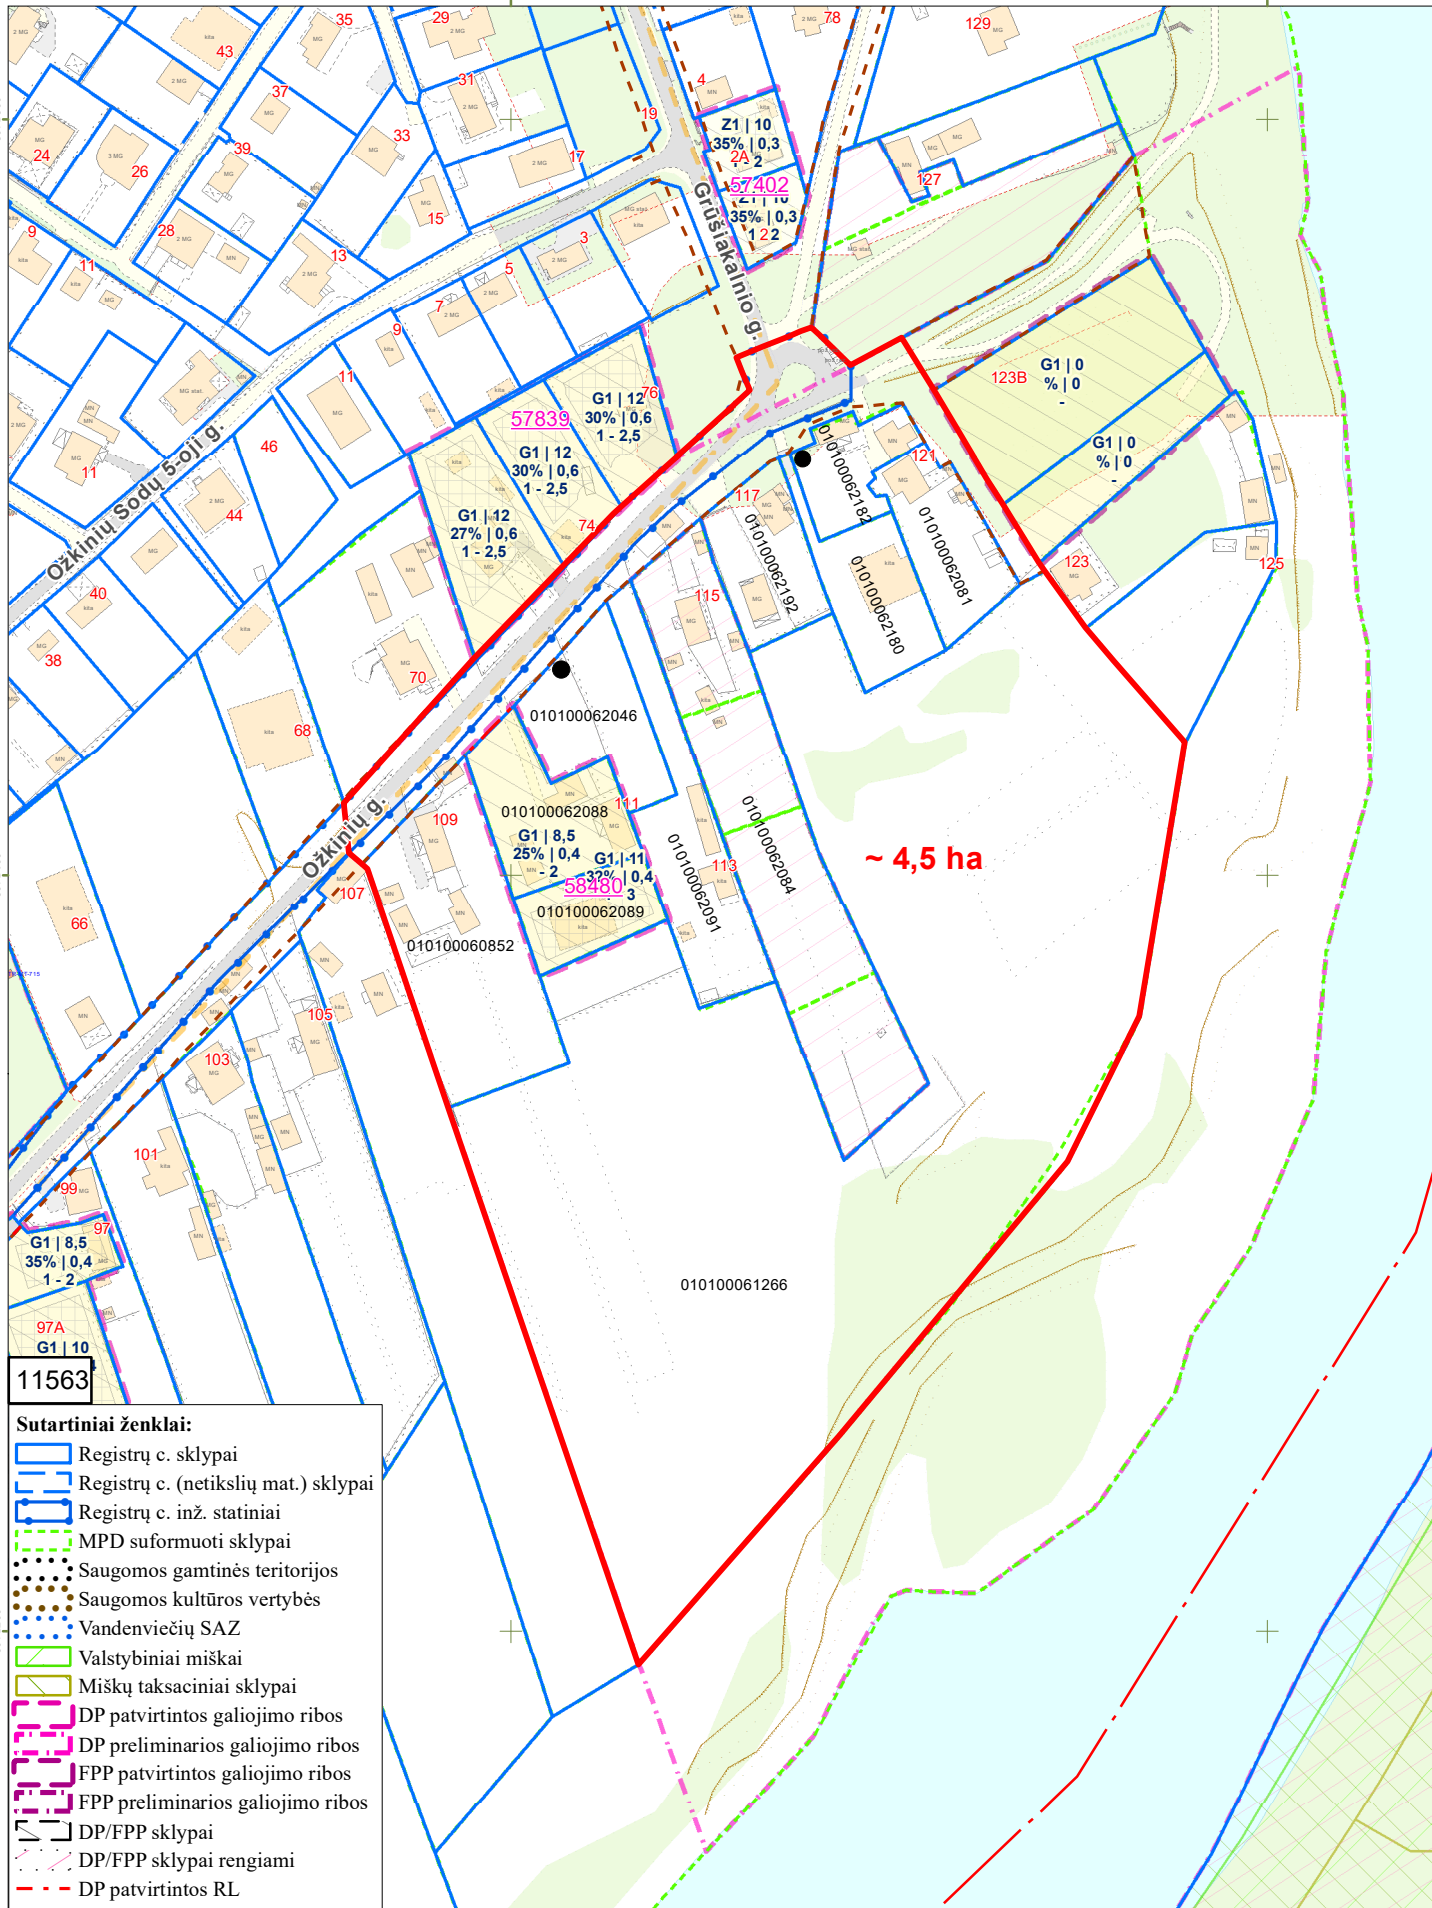 35
29
78
129
43
37
31
4
19
33
24
26
39
17
Z1 | 10
35% | 0,3
1 - 2
2A
57402
Z1 | 10
35% | 0,3
1 2 2
127
15
28
13
9
11
3
5
7
9
11
Grūšiakalnio g.
123B
G1 | 0
% | 0
-
G1 | 0
% | 0
-
76
G1 | 12
30% | 0,6
1 - 2,5
57839
G1 | 12
30% | 0,6
1 - 2,5
G1 | 12
27% | 0,6
1 - 2,5
74
46
11
44
Ožkinių Sodų 5-oji g.
40
38
70
68
117
121
010100062182
010100062081
010100062192
010100062180
123
125
115
010100062046
010100062088
111
G1 | 8,5
25% | 0,4
- 2
G1 | 11
32% | 0,4
3
58480
010100062089
109
107
Ožkinių g.
010100060852
010100062091
113
010100062084
~ 4,5 ha
66
105
103
101
99
97
G1 | 8,5
35% | 0,4
1 - 2
97A
G1 | 10
010100061266
11563
Sutartiniai ženklai:
Registrų c. sklypai
Registrų c. (netikslių mat.) sklypai
Registrų c. inž. statiniai
MPD suformuoti sklypai
Saugomos gamtinės teritorijos
Saugomos kultūros vertybės
Vandenviečių SAZ
Valstybiniai miškai
Miškų taksaciniai sklypai
DP patvirtintos galiojimo ribos
DP preliminarios galiojimo ribos
FPP patvirtintos galiojimo ribos
FPP preliminarios galiojimo ribos
DP/FPP sklypai
DP/FPP sklypai rengiami
DP patvirtintos RL